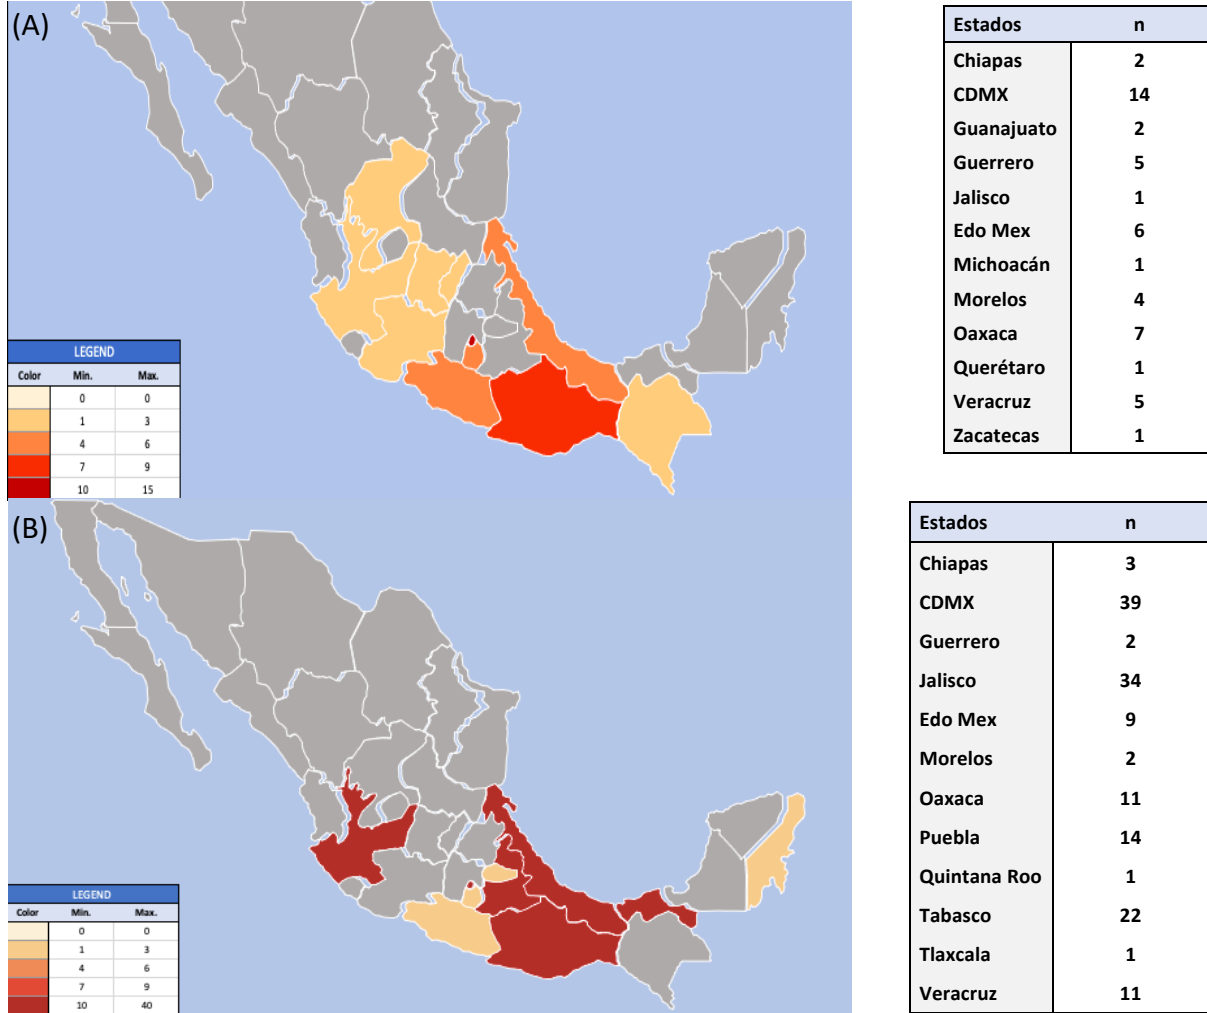 (A)
LEGEND
Color Min. Max.
0 0
1 3
4 6
7 9
10 15
Estados n
Chiapas 2
CDMX 14
Guanajuato 2
Guerrero 5
Jalisco 1
Edo Mex 6
Michoacán 1
Morelos 4
Oaxaca 7
Querétaro 1
Veracruz 5
Zacatecas 1
(B)
LEGEND
Color Min. Max.
0 0
1 3
4 6
7 9
10 40
Estados n
Chiapas 3
CDMX 39
Guerrero 2
Jalisco 34
Edo Mex 9
Morelos 2
Oaxaca 11
Puebla 14
Quintana Roo 1
Tabasco 22
Tlaxcala 1
Veracruz 11